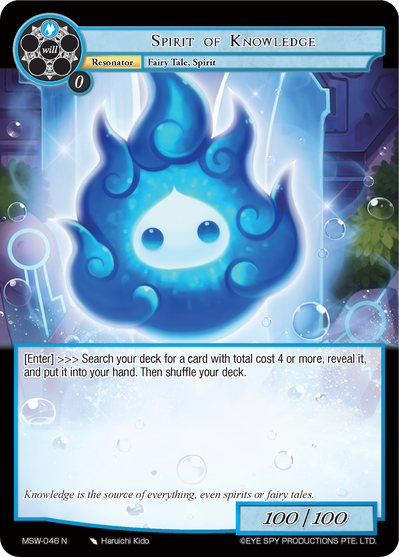 Spirit of Knowledge
will
Resonator Fairy Tale, Spirit
0
[Enter] >>> Search your deck for a card with total cost 4 or more, reveal it,
and put it into your hand. Then shuffle your deck.
Knowledge is the source of everything, even spirits or fairy tales.
100/100
MSW-046 N Haruichi Kido ©EYE SPY PRODUCTIONS PTE. LTD.